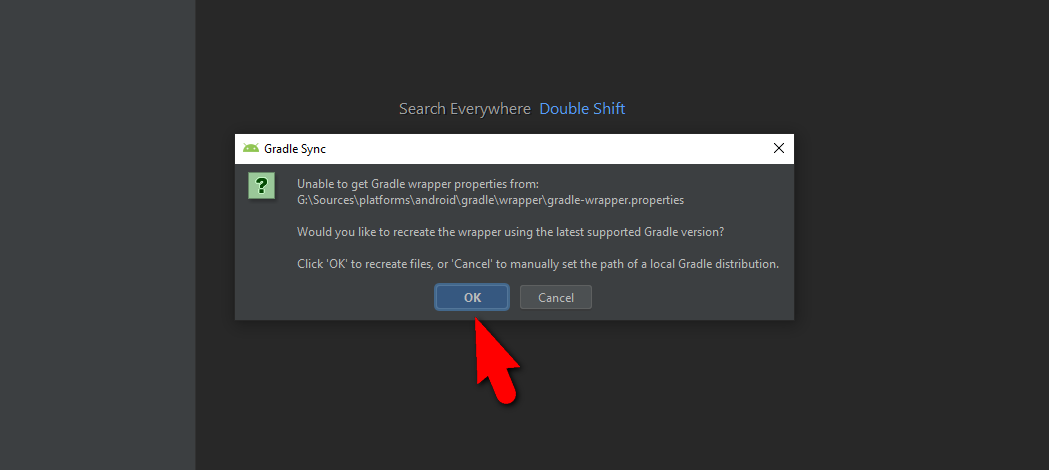 Search Everywhere Double Shift
Gradle Sync
?
Unable to get Gradle wrapper properties from:
G:\Sources\platforms\android\gradle\wrapper\gradle-wrapper.properties
Would you like to recreate the wrapper using the latest supported Gradle version?
Click 'OK' to recreate files, or 'Cancel' to manually set the path of a local Gradle distribution.
OK Cancel